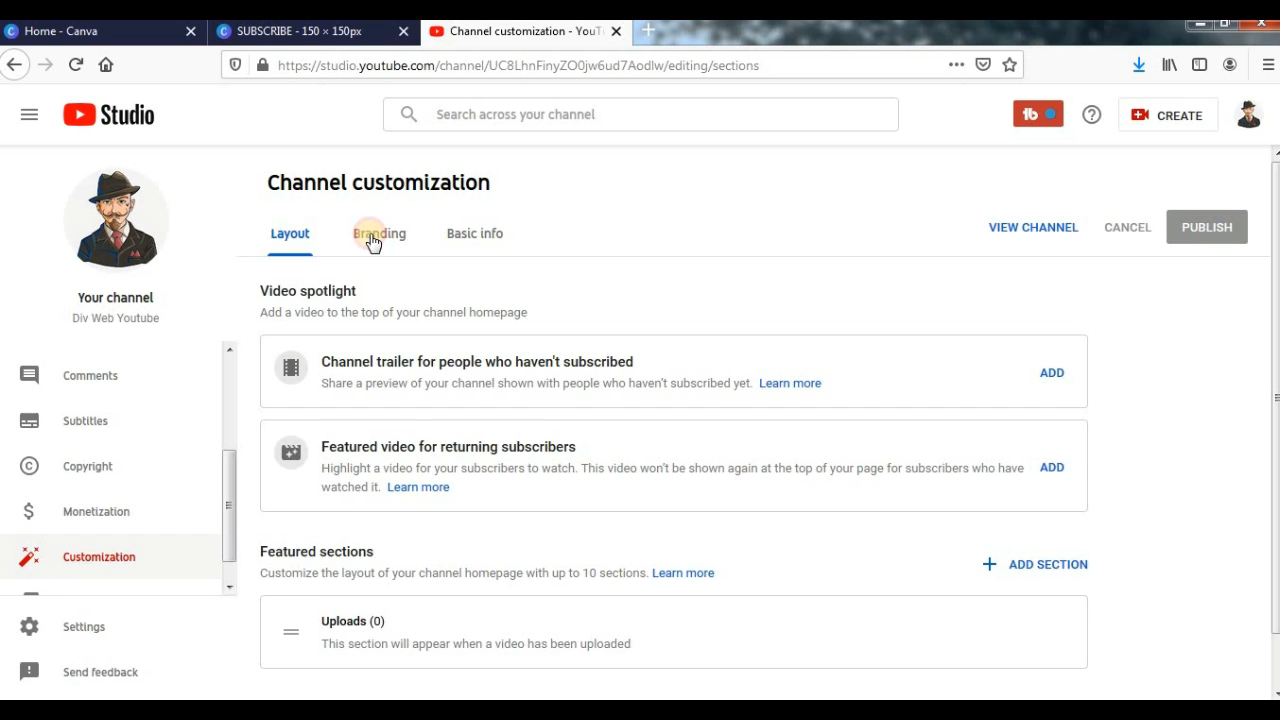 Home - Canva
SUBSCRIBE - 150 × 150px
Channel customization - YouT
https://studio.youtube.com/channel/UC8LhnFinyZO0jw6ud7Aodlw/editing/sections
Studio
Search across your channel
tb
CREATE
Channel customization
Layout
Branding
Basic info
VIEW CHANNEL
CANCEL
PUBLISH
Your channel
Div Web Youtube
Comments
Subtitles
Copyright
Monetization
Customization
Settings
Send feedback
Video spotlight
Add a video to the top of your channel homepage
Channel trailer for people who haven't subscribed
Share a preview of your channel shown with people who haven't subscribed yet. Learn more
ADD
Featured video for returning subscribers
Highlight a video for your subscribers to watch. This video won't be shown again at the top of your page for subscribers who have
watched it. Learn more
ADD
Featured sections
Customize the layout of your channel homepage with up to 10 sections. Learn more
ADD SECTION
Uploads (0)
This section will appear when a video has been uploaded